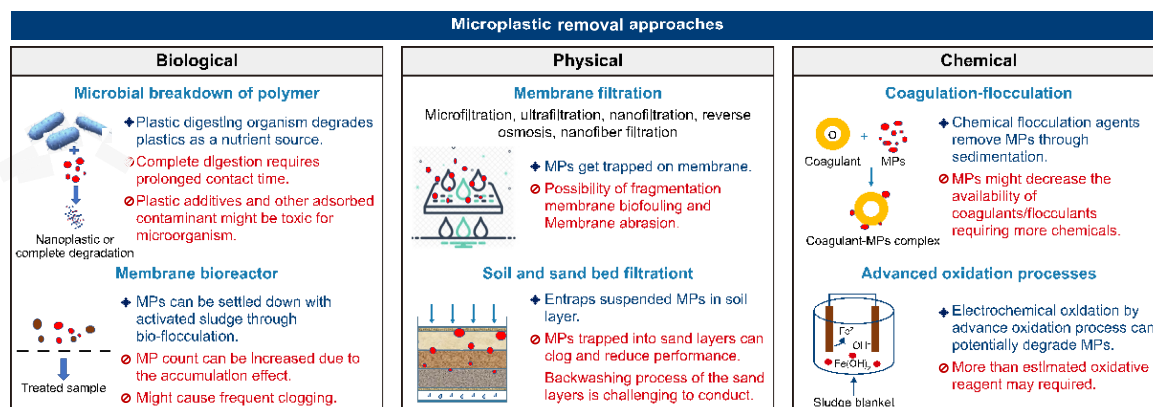 Microplastic removal approaches
Biological
Microbial breakdown of polymer
Plastic digesting organism degrades
plastics as a nutrient source.
Complete digestion requires
prolonged contact time.
Plastic additives and other adsorbed
contaminant might be toxic for
microorganism.
Nanoplastic or
complete degradation
Membrane bioreactor
MPs can be settled down with
activated sludge through
bio-flocculation.
MP count can be increased due to
the accumulation effect.
Might cause frequent clogging.
Treated sample
Physical
Membrane filtration
Microfiltration, ultrafiltration, nanofiltration, reverse
osmosis, nanofiber filtration
MPs get trapped on membrane.
Possibility of fragmentation
membrane biofouling and
Membrane abrasion.
Soil and sand bed filtrationt
Entraps suspended MPs in soil
layer.
MPs trapped into sand layers can
clog and reduce performance.
Backwashing process of the sand
layers is challenging to conduct.
Chemical
Coagulation-flocculation
Coagulant
+
MPs
Coagulant-MPs complex
Chemical flocculation agents
remove MPs through
sedimentation.
MPs might decrease the
availability of
coagulants/flocculants
requiring more chemicals.
Advanced oxidation processes
Fe²
OH
Fe(OH)₂
Sludge blankel
Electrochemical oxidation by
advance oxidation process can
potentially degrade MPs.
More than estimated oxidative
reagent may required.